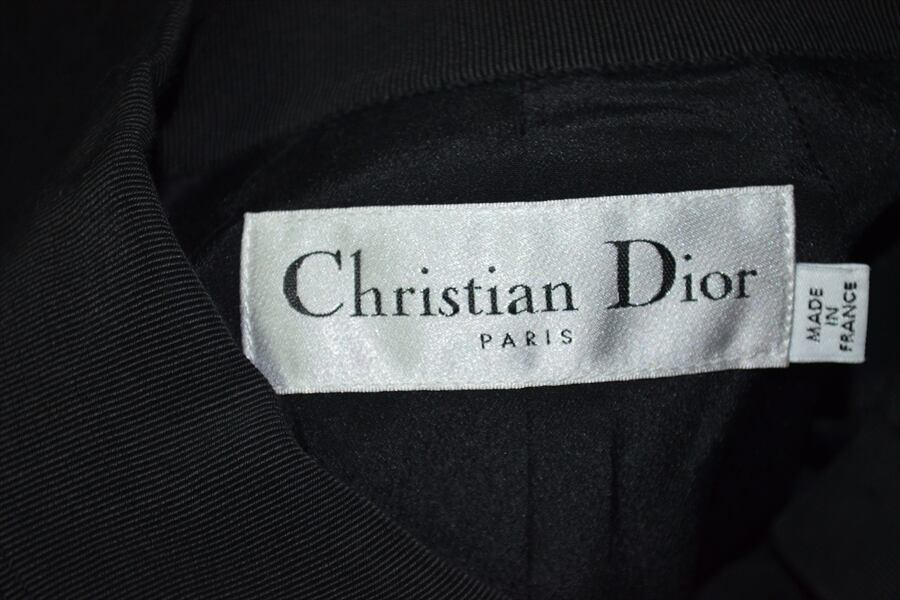 Christian Dior
PARIS
MADE
IN
FRANCE